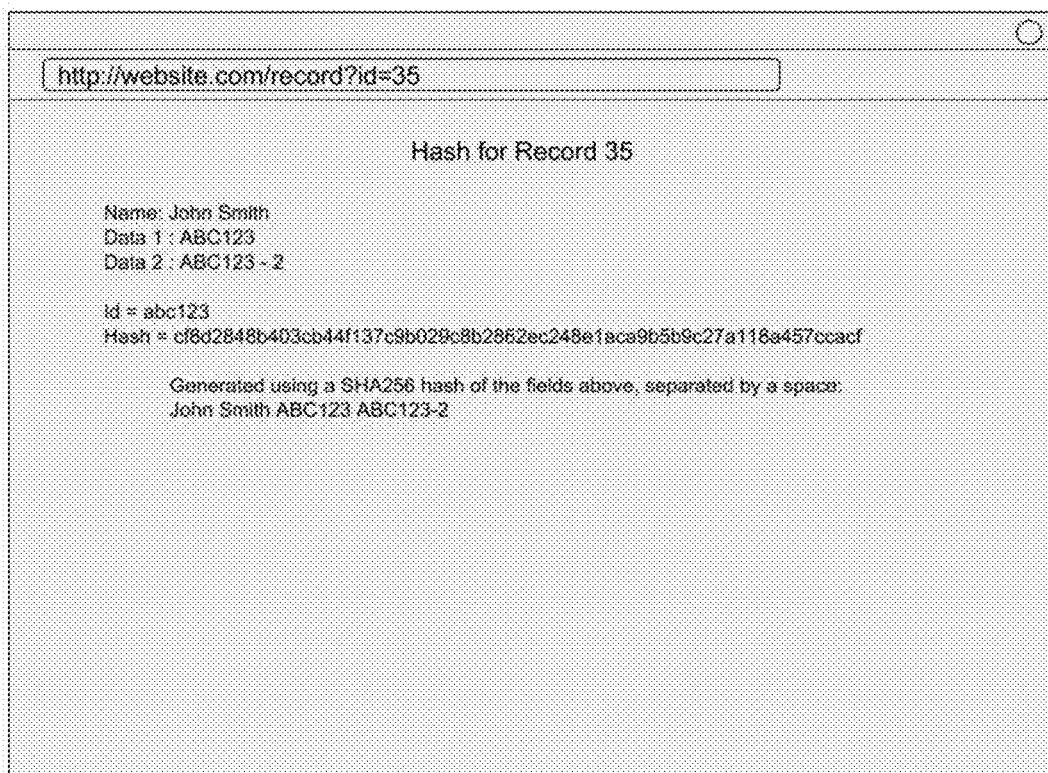 http://website.com/record?id=35
Hash for Record 35
Name: John Smith
Data 1 : ABC123
Data 2 : ABC123 - 2
Id = abc123
Hash = cf8d2848b403cb44f137c9b029c8b2862ec248e1aca9b5b9c27a118a457ccacf
Generated using a SHA256 hash of the fields above, separated by a space:
John Smith ABC123 ABC123-2